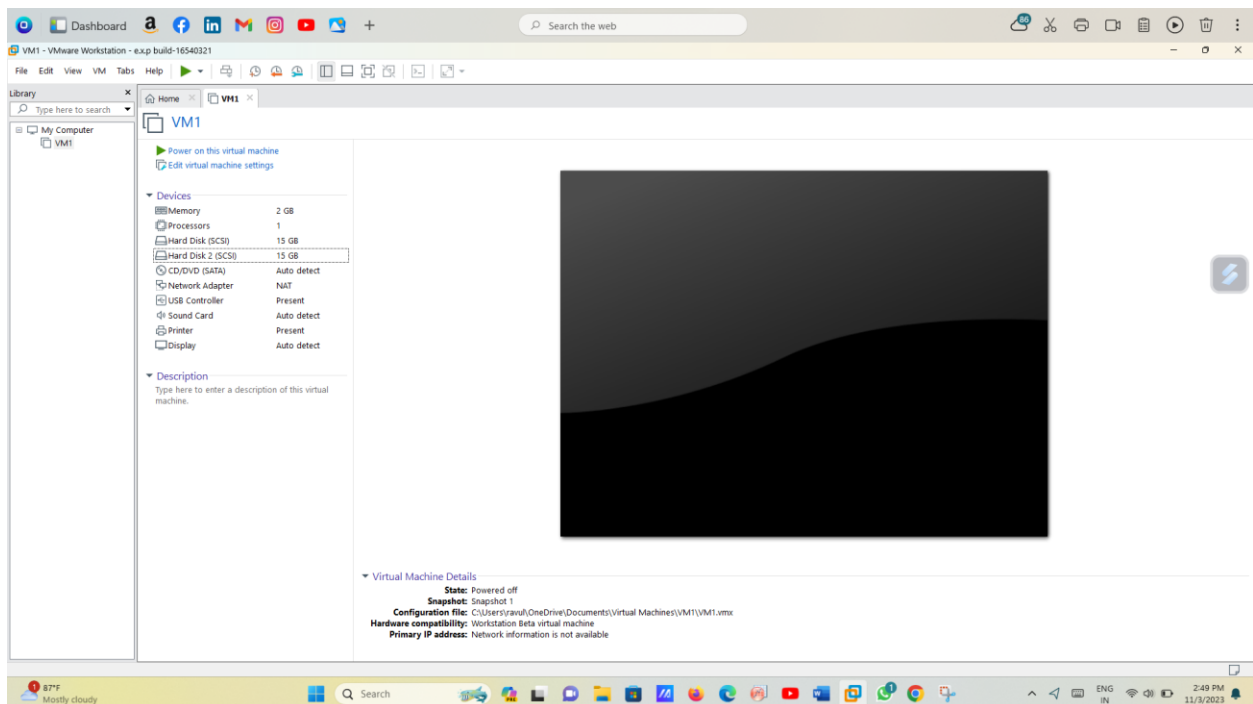 Dashboard
Search the web
86
VM1 - VMware Workstation - e.x.p build-16540321
File Edit View VM Tabs Help
Library
Type here to search
My Computer
VM1
Home
VM1
VM1
Power on this virtual machine
Edit virtual machine settings
Devices
Memory 2 GB
Processors 1
Hard Disk (SCSI) 15 GB
Hard Disk 2 (SCSI) 15 GB
CD/DVD (SATA) Auto detect
Network Adapter NAT
USB Controller Present
Sound Card Auto detect
Printer Present
Display Auto detect
Description
Type here to enter a description of this virtual
machine.
Virtual Machine Details
State: Powered off
Snapshot: Snapshot 1
Configuration file: C:\Users\ravul\OneDrive\Documents\Virtual Machines\VM1\VM1.vmx
Hardware compatibility: Workstation Beta virtual machine
Primary IP address: Network information is not available
1
87°F
Mostly cloudy
Search
1
ENG
IN
2:49 PM
11/3/2023